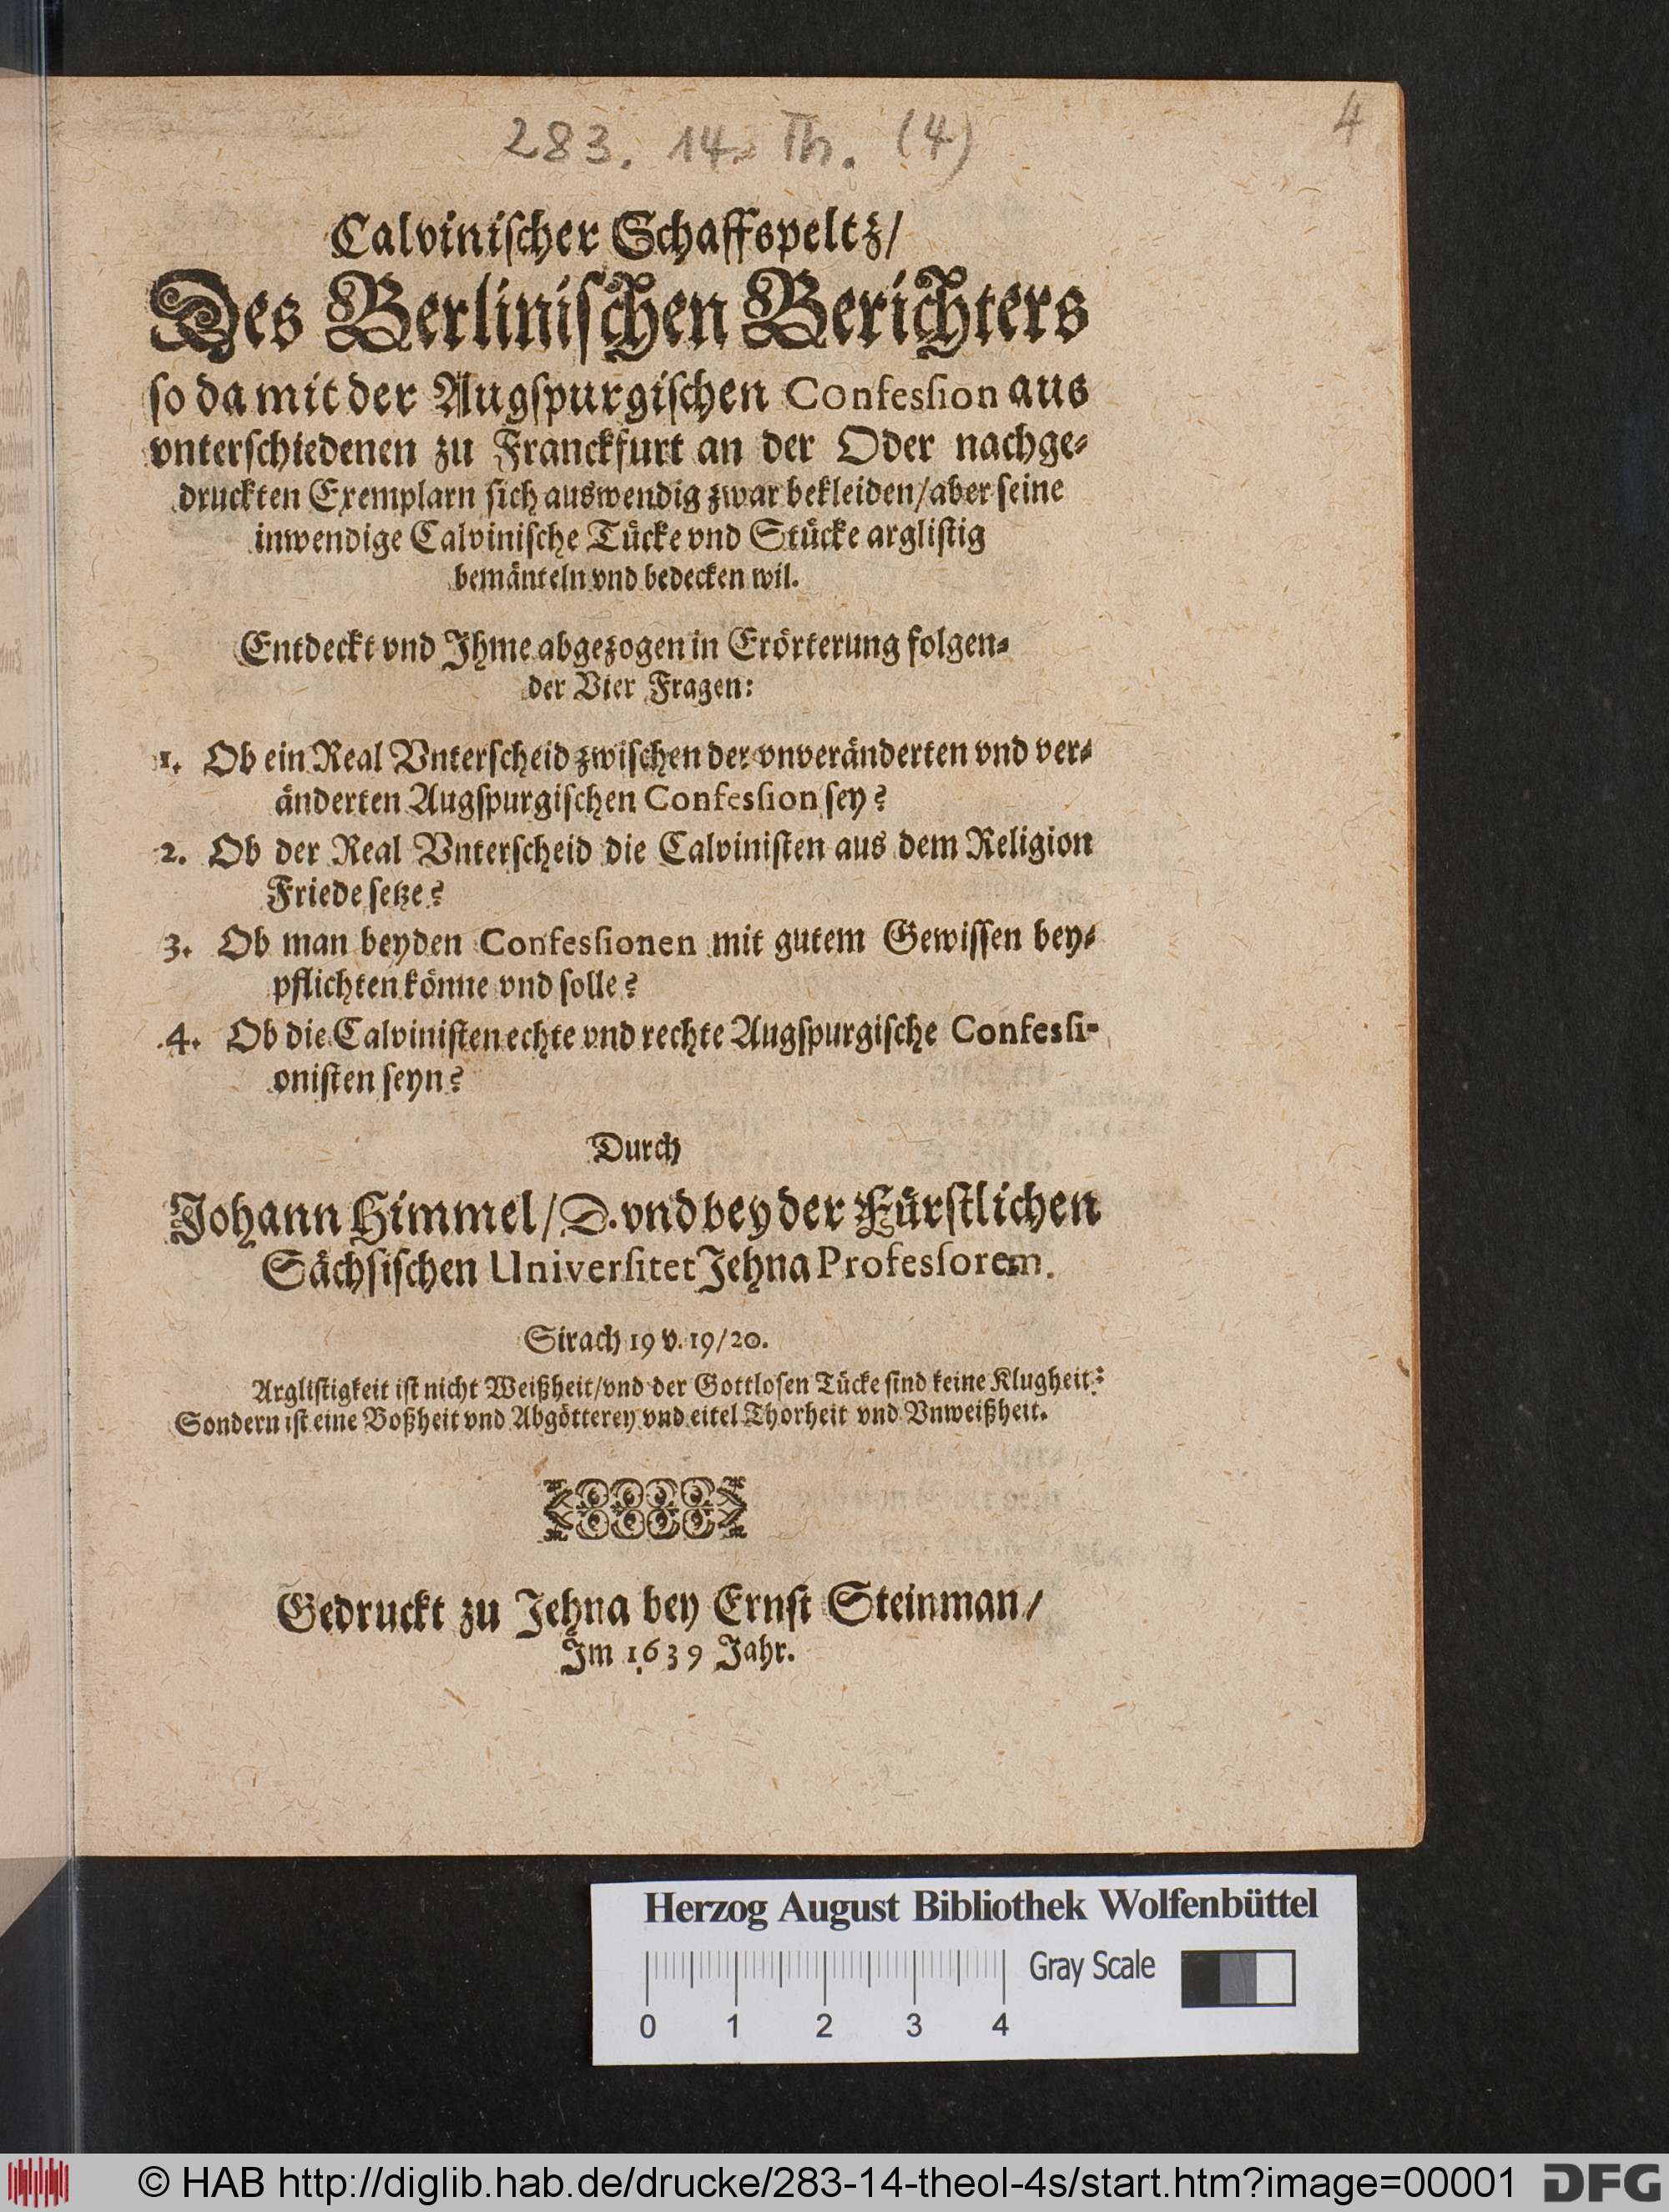 283. 14. Th. (4)
4
Calviniſcher Schaffspeltz/
Des Berliniſchen Berichters
ſo da mit der Augſpurgiſchen Confesſion aus
vnterſchiedenen zu Franckfurt an der Oder nachge-
druckten Exemplarn ſich auswendig zwar bekleiden/aber ſeine
inwendige Calviniſche Tücke vnd Stücke argliſtig
bemänteln vnd bedecken wil.
Entdeckt vnd Ihme abgezogen in Erörterung folgen-
der Vier Fragen:
1. Ob ein Real Vnterſcheid zwiſchen der vnveränderten vnd ver-
änderten Augſpurgiſchen Confesſion ſey?
2. Ob der Real Vnterſcheid die Calviniſten aus dem Religion
Friede ſetze?
3. Ob man beyden Confesſionen mit gutem Gewiſſen bey-
pflichten könne vnd ſolle?
4. Ob die Calviniſten echte vnd rechte Augſpurgiſche Confesſi-
oniſten ſeyn?
Durch
Johann Himmel/D. vnd bey der Fürſtlichen
Sächſiſchen Univerſitet Jehna Profesſorem.
Sirach 19 v. 19/20.
Argliſtigkeit iſt nicht Weißheit/vnd der Gottloſen Tücke ſind keine Klugheit:
Sondern iſt eine Boßheit vnd Abgötterey vnd eitel Thorheit vnd Vnweißheit.
Gedruckt zu Jehna bey Ernſt Steinman/
Im 1639 Jahr.
Herzog August Bibliothek Wolfenbüttel
Gray Scale
0 1 2 3 4
© HAB http://diglib.hab.de/drucke/283-14-theol-4s/start.htm?image=00001
DFG